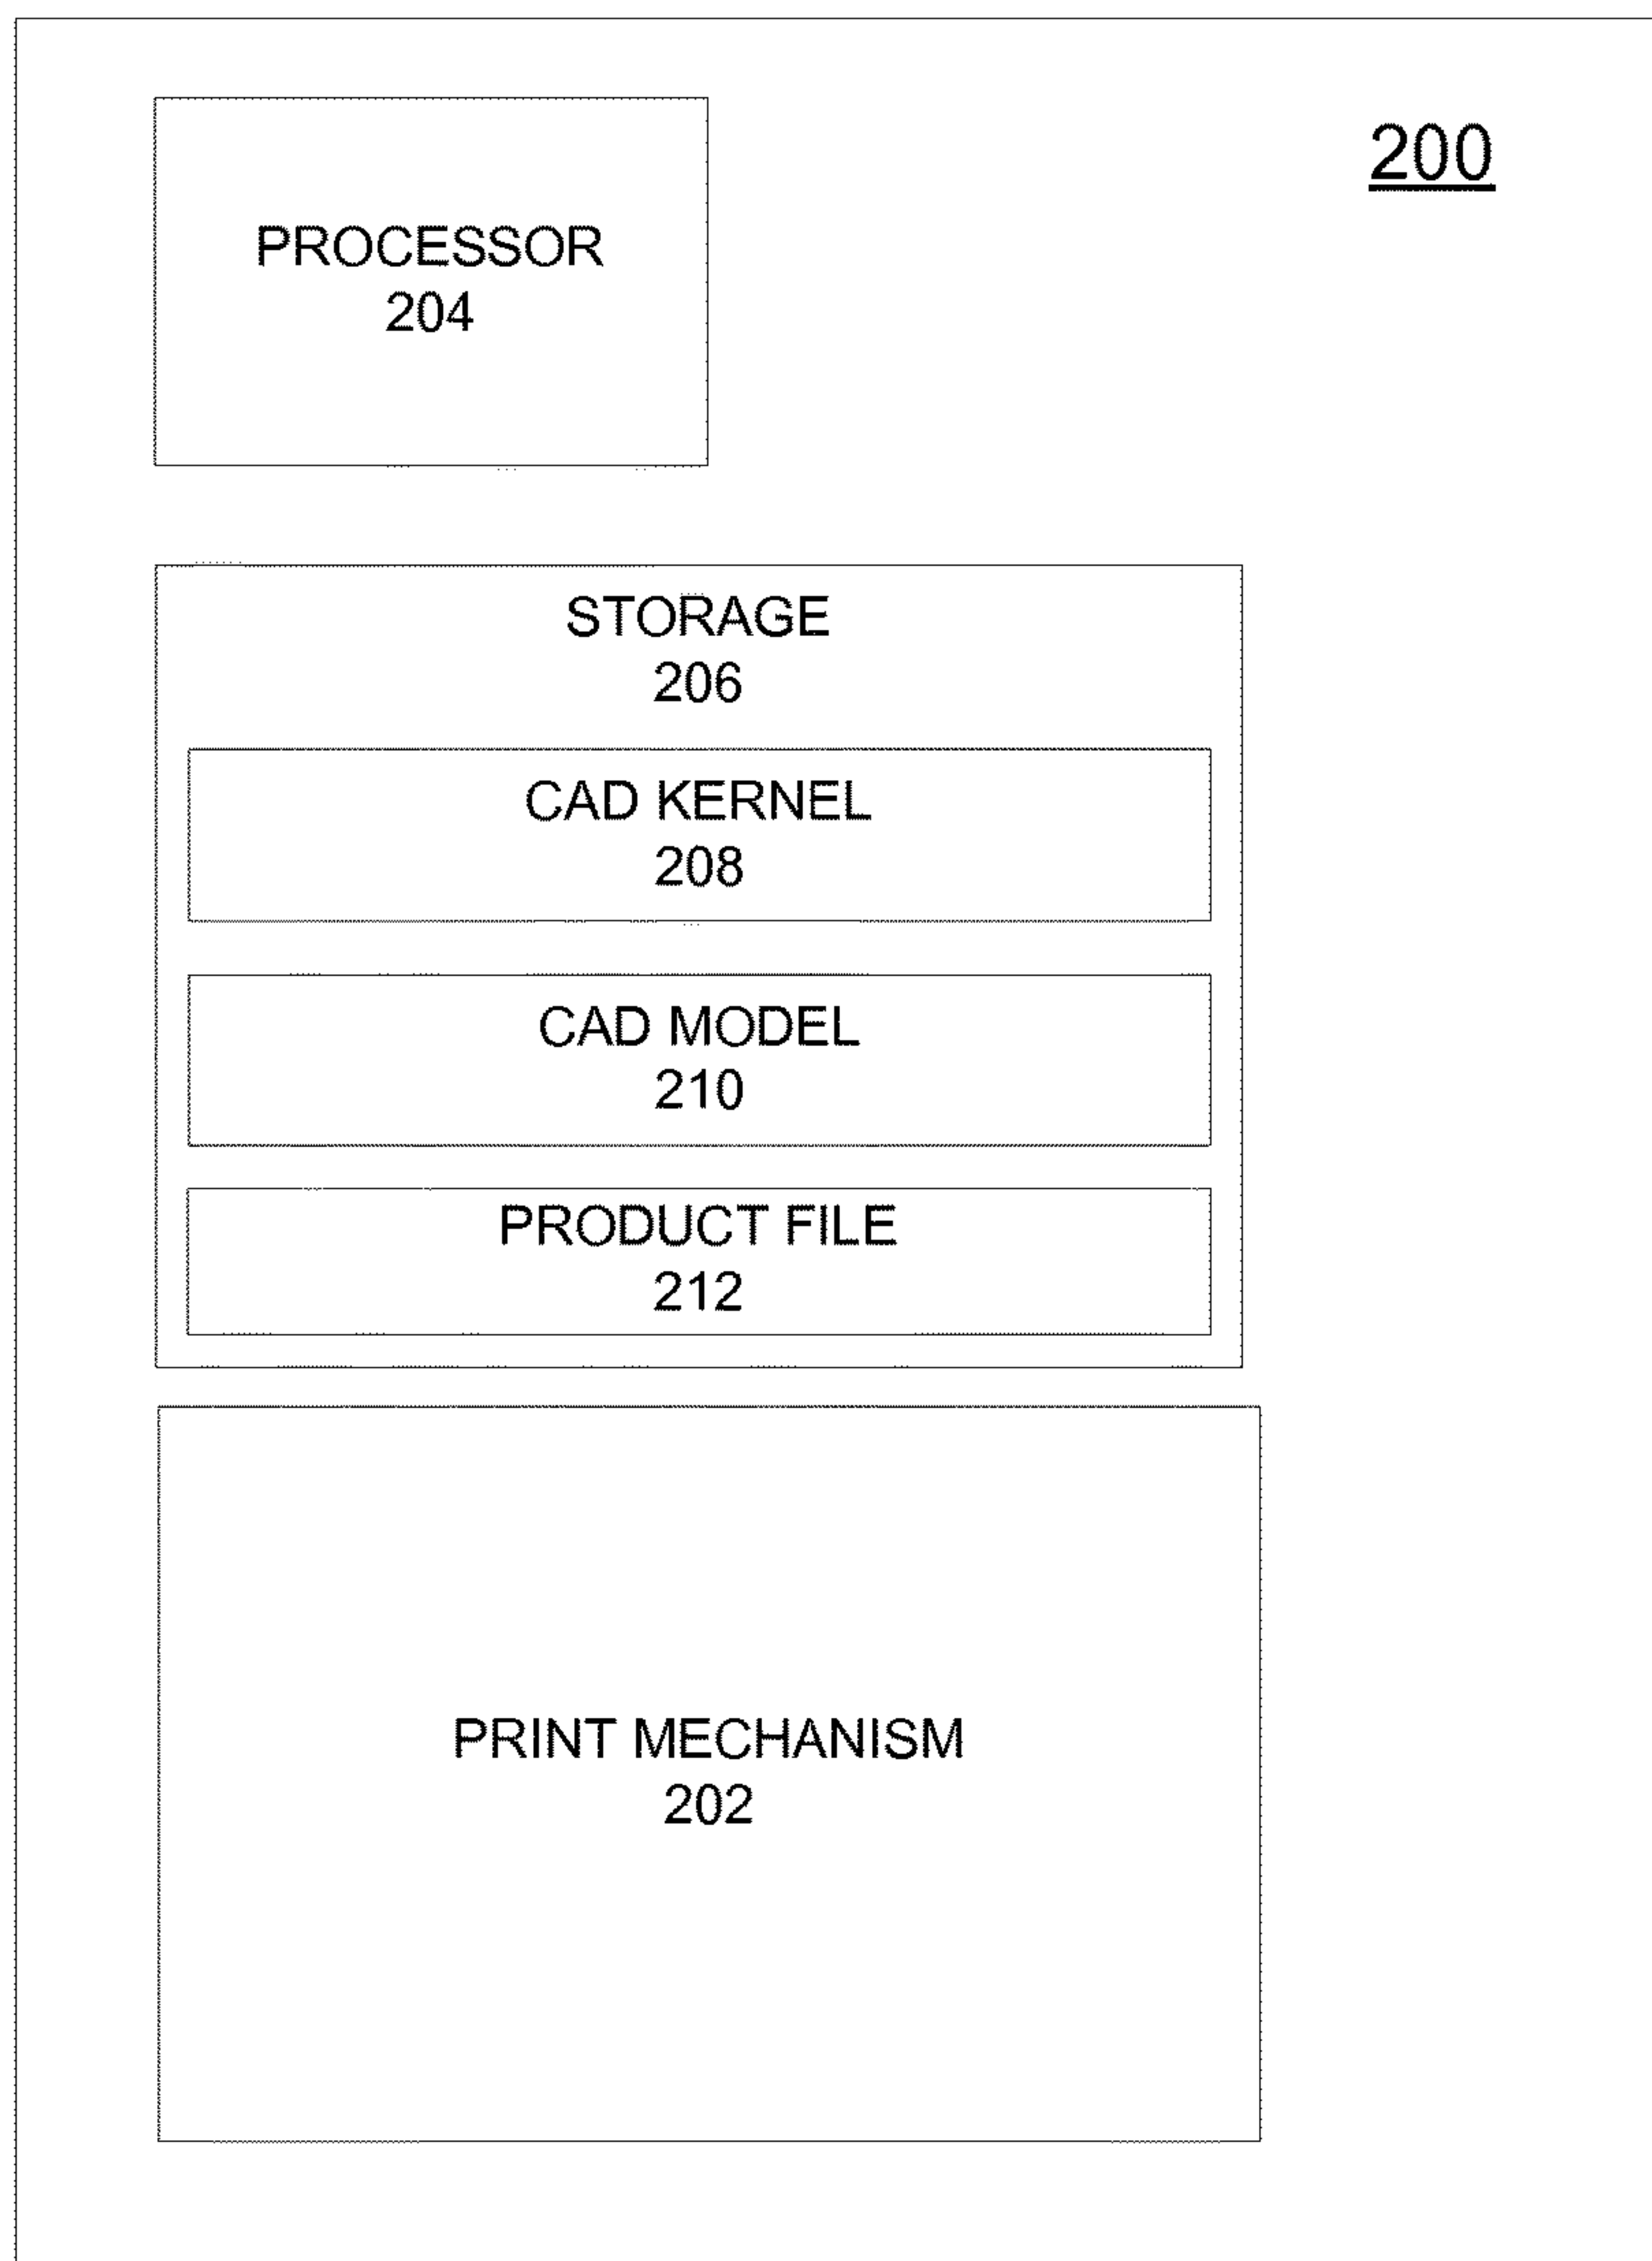 200
PROCESSOR
204
STORAGE
206
CAD KERNEL
208
CAD MODEL
210
PRODUCT FILE
212
PRINT MECHANISM
202